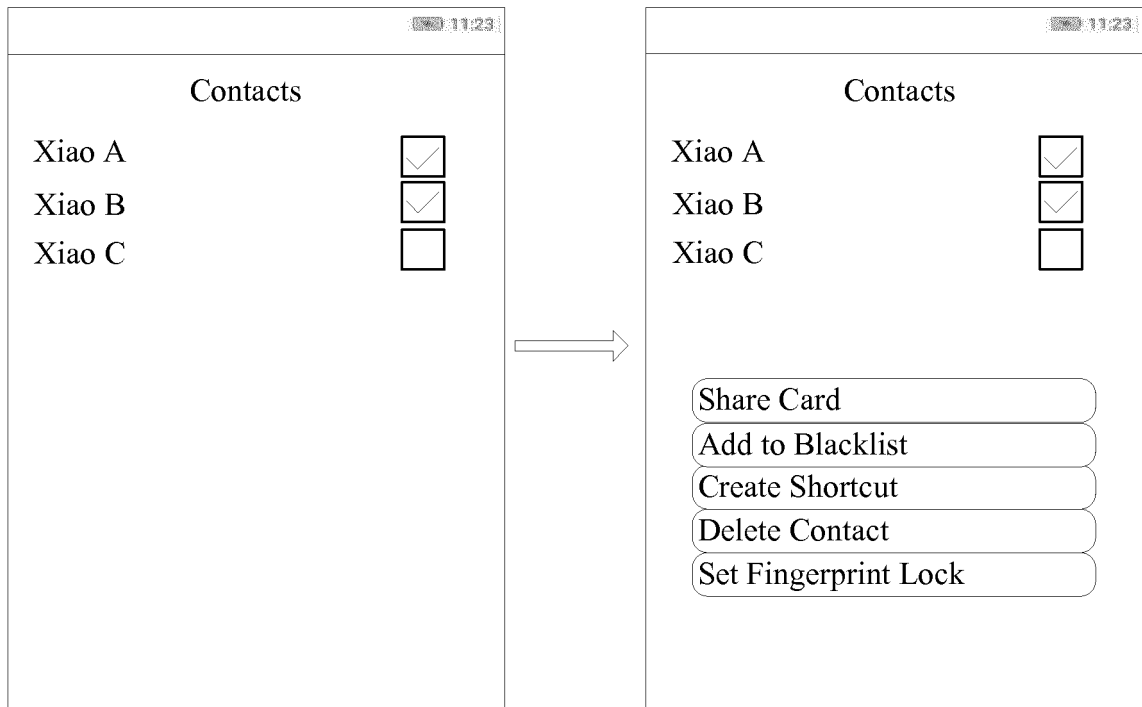 11:23
Contacts
Xiao A
Xiao B
Xiao C
11:23
Contacts
Xiao A
Xiao B
Xiao C
Share Card
Add to Blacklist
Create Shortcut
Delete Contact
Set Fingerprint Lock